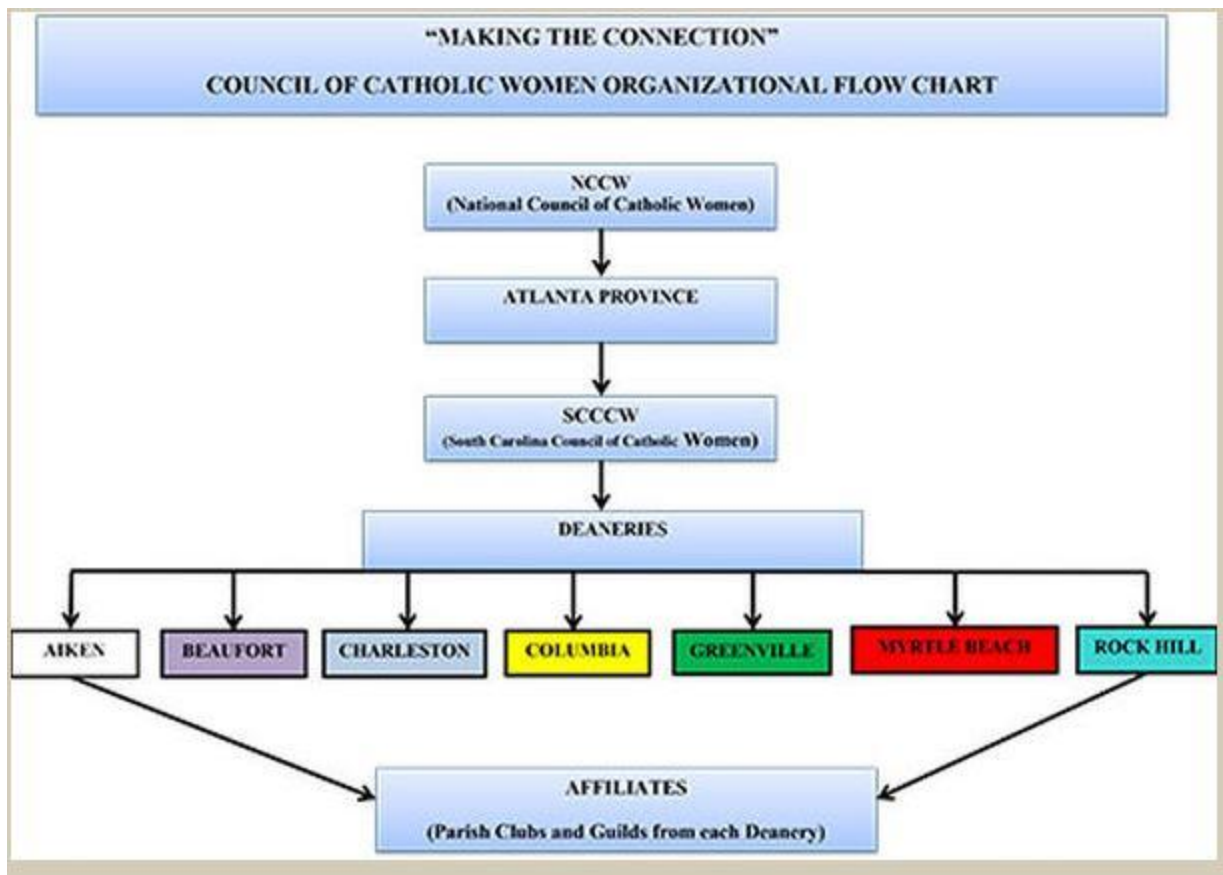 “MAKING THE CONNECTION”
COUNCIL OF CATHOLIC WOMEN ORGANIZATIONAL FLOW CHART
NCCW
(National Council of Catholic Women)
ATLANTA PROVINCE
SCCCW
(South Carolina Council of Catholic Women)
DEANERIES
AIKEN
BEAUFORT
CHARLESTON
COLUMBIA
GREENVILLE
MYRTLE BEACH
ROCK HILL
AFFILIATES
(Parish Clubs and Guilds from each Deanery)